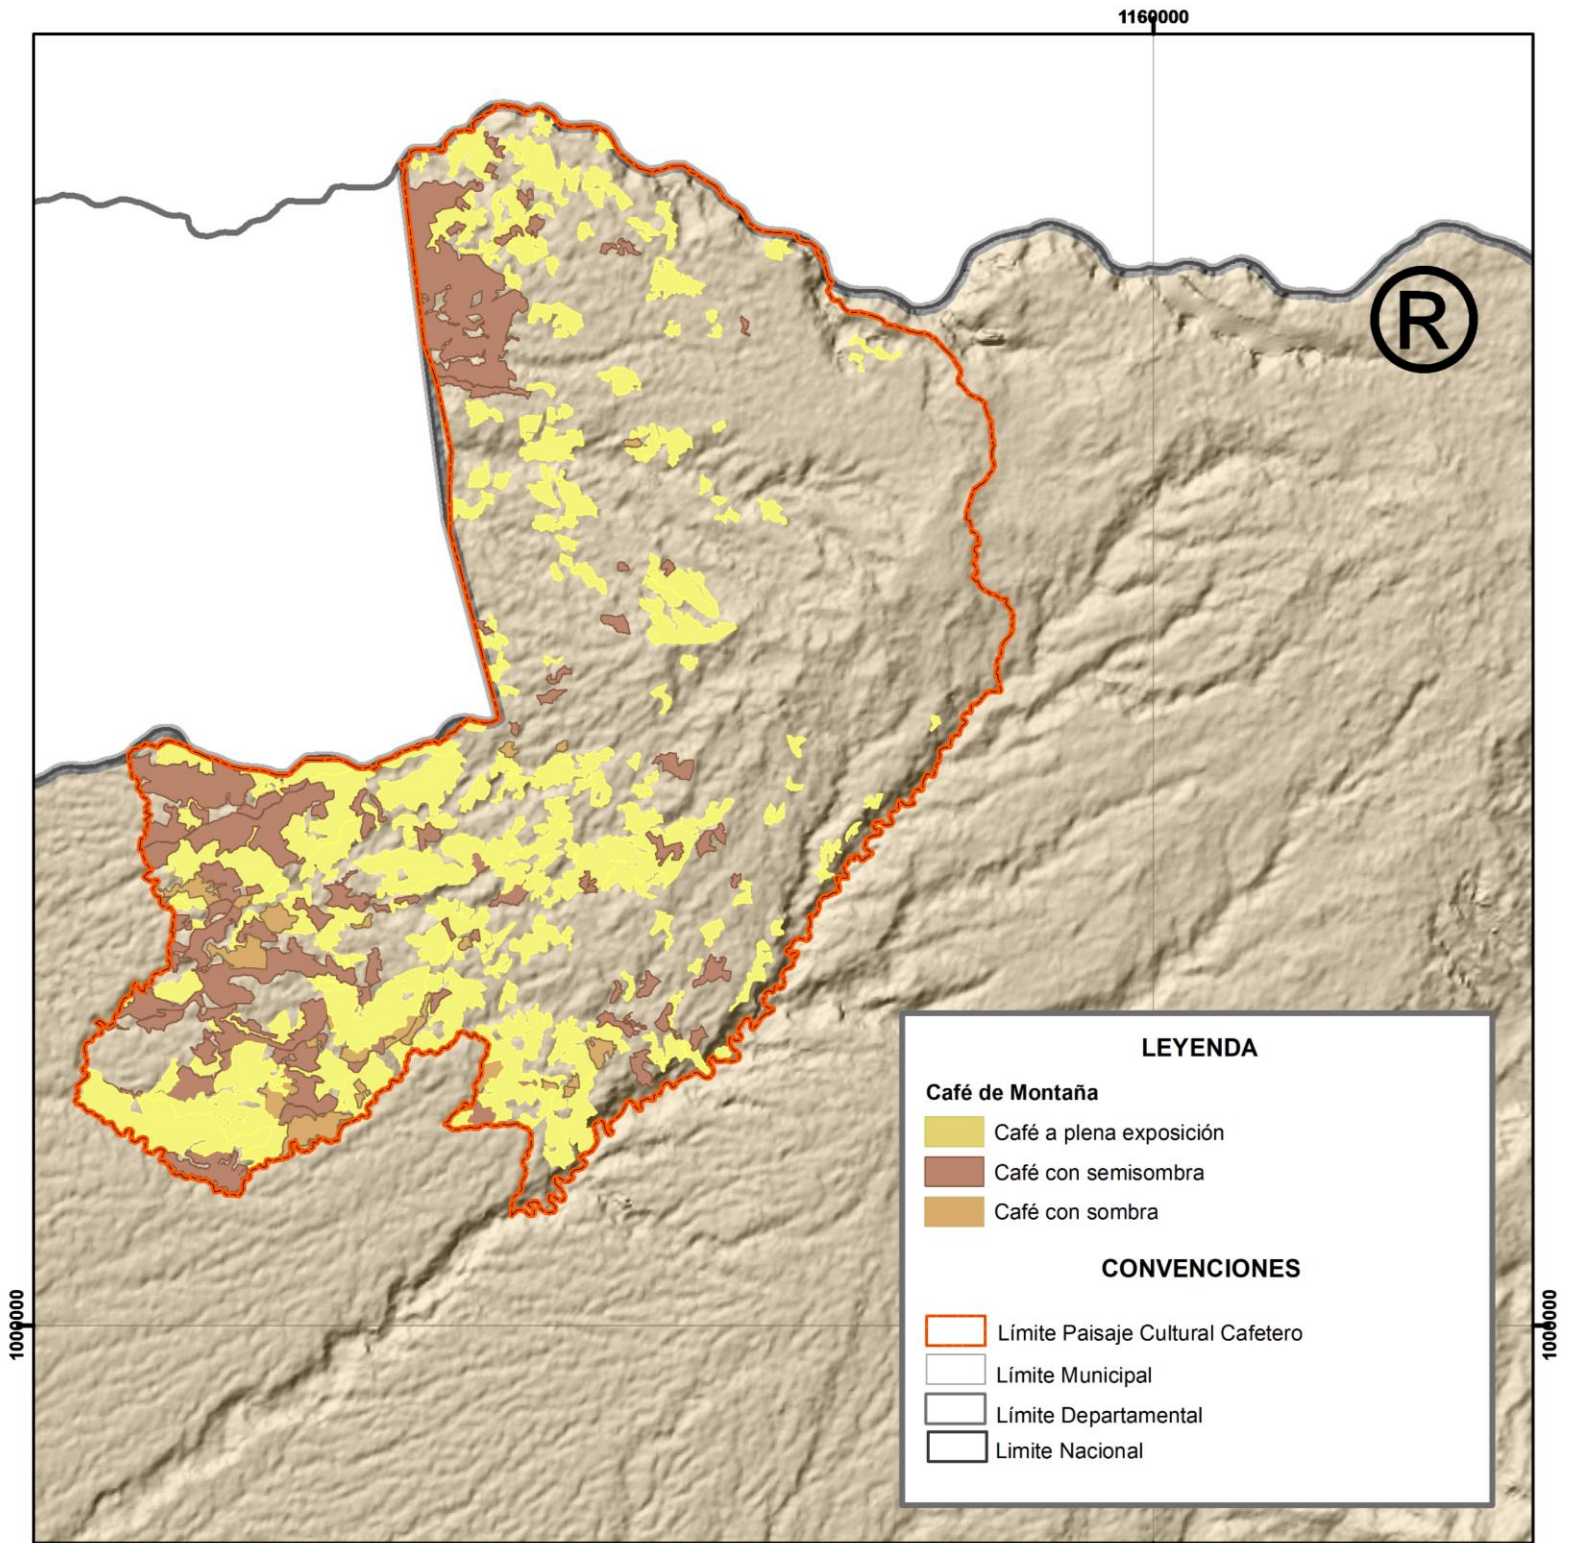 1160000
R
LEYENDA
Café de Montaña
Café a plena exposición
Café con semisombra
Café con sombra
CONVENCIONES
Límite Paisaje Cultural Cafetero
Límite Municipal
Límite Departamental
Limite Nacional
1000000
1000000